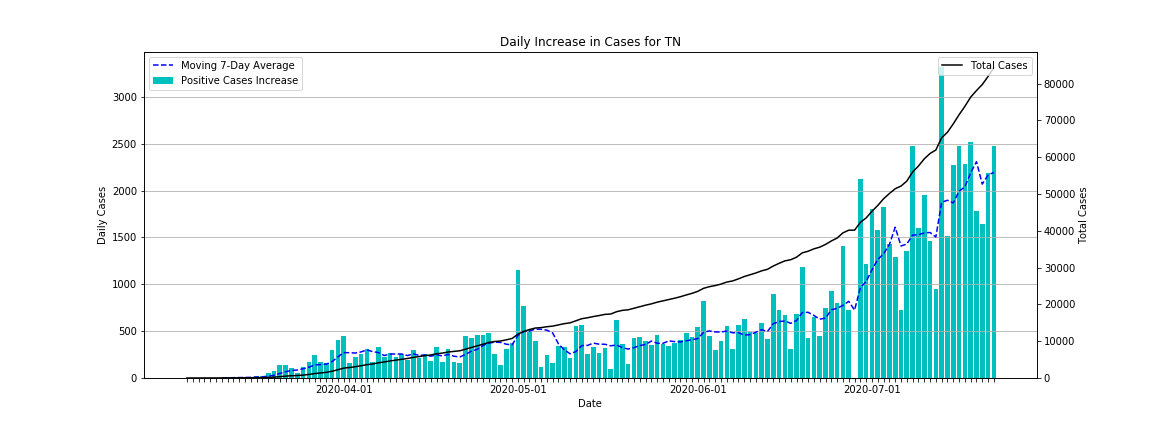 Daily Increase in Cases for TN
Moving 7-Day Average
Positive Cases Increase
Total Cases
3000
2500
2000
1500
1000
500
0
Daily Cases
80000
70000
60000
50000
40000
30000
20000
10000
0
Total Cases
2020-04-01
2020-05-01
2020-06-01
2020-07-01
Date